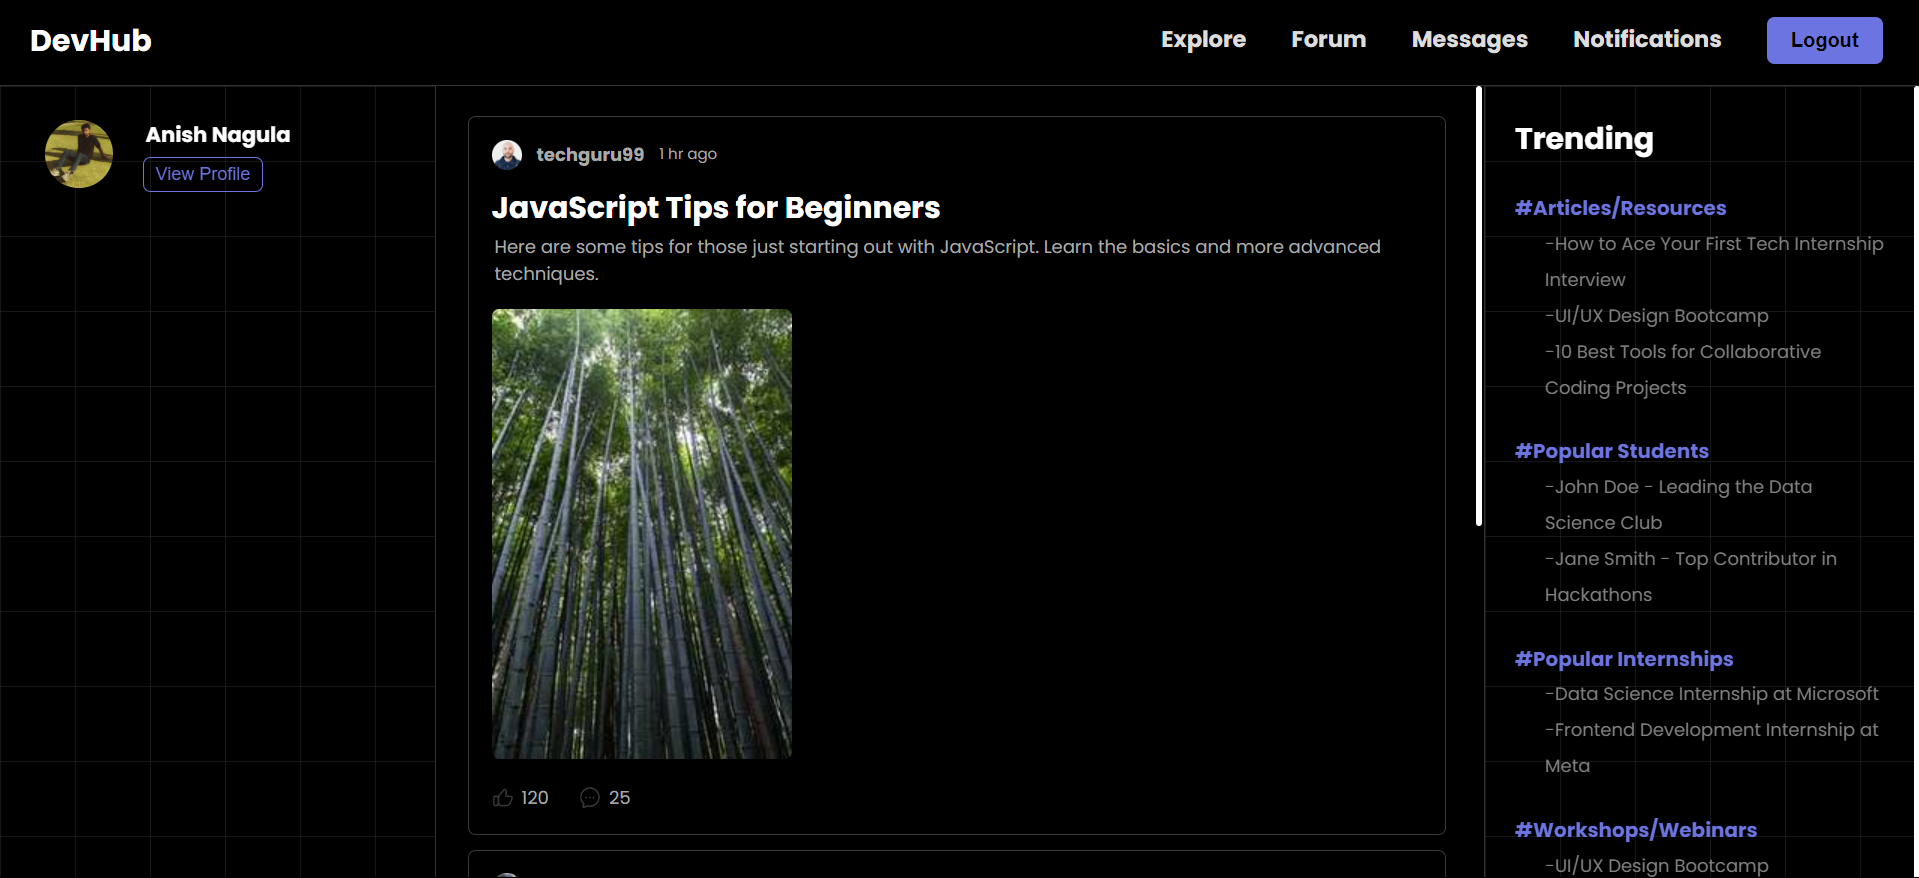 DevHub
Explore
Forum
Messages
Notifications
Logout
Anish Nagula
View Profile
techguru99 1 hr ago
JavaScript Tips for Beginners
Here are some tips for those just starting out with JavaScript. Learn the basics and more advanced
techniques.
120
25
Trending
#Articles/Resources
-How to Ace Your First Tech Internship
Interview
-UI/UX Design Bootcamp
-10 Best Tools for Collaborative
Coding Projects
#Popular Students
-John Doe - Leading the Data
Science Club
-Jane Smith - Top Contributor in
Hackathons
#Popular Internships
-Data Science Internship at Microsoft
-Frontend Development Internship at
Meta
#Workshops/Webinars
-UI/UX Design Bootcamp